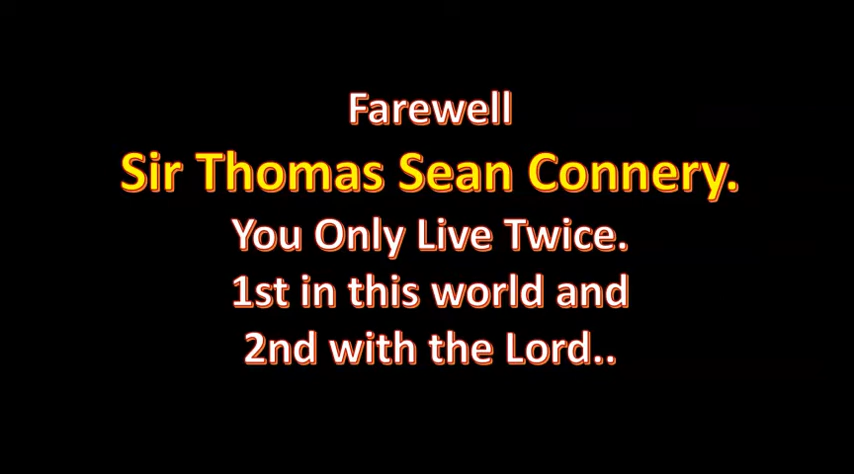 Farewell
Sir Thomas Sean Connery.
You Only Live Twice.
1st in this world and
2nd with the Lord..